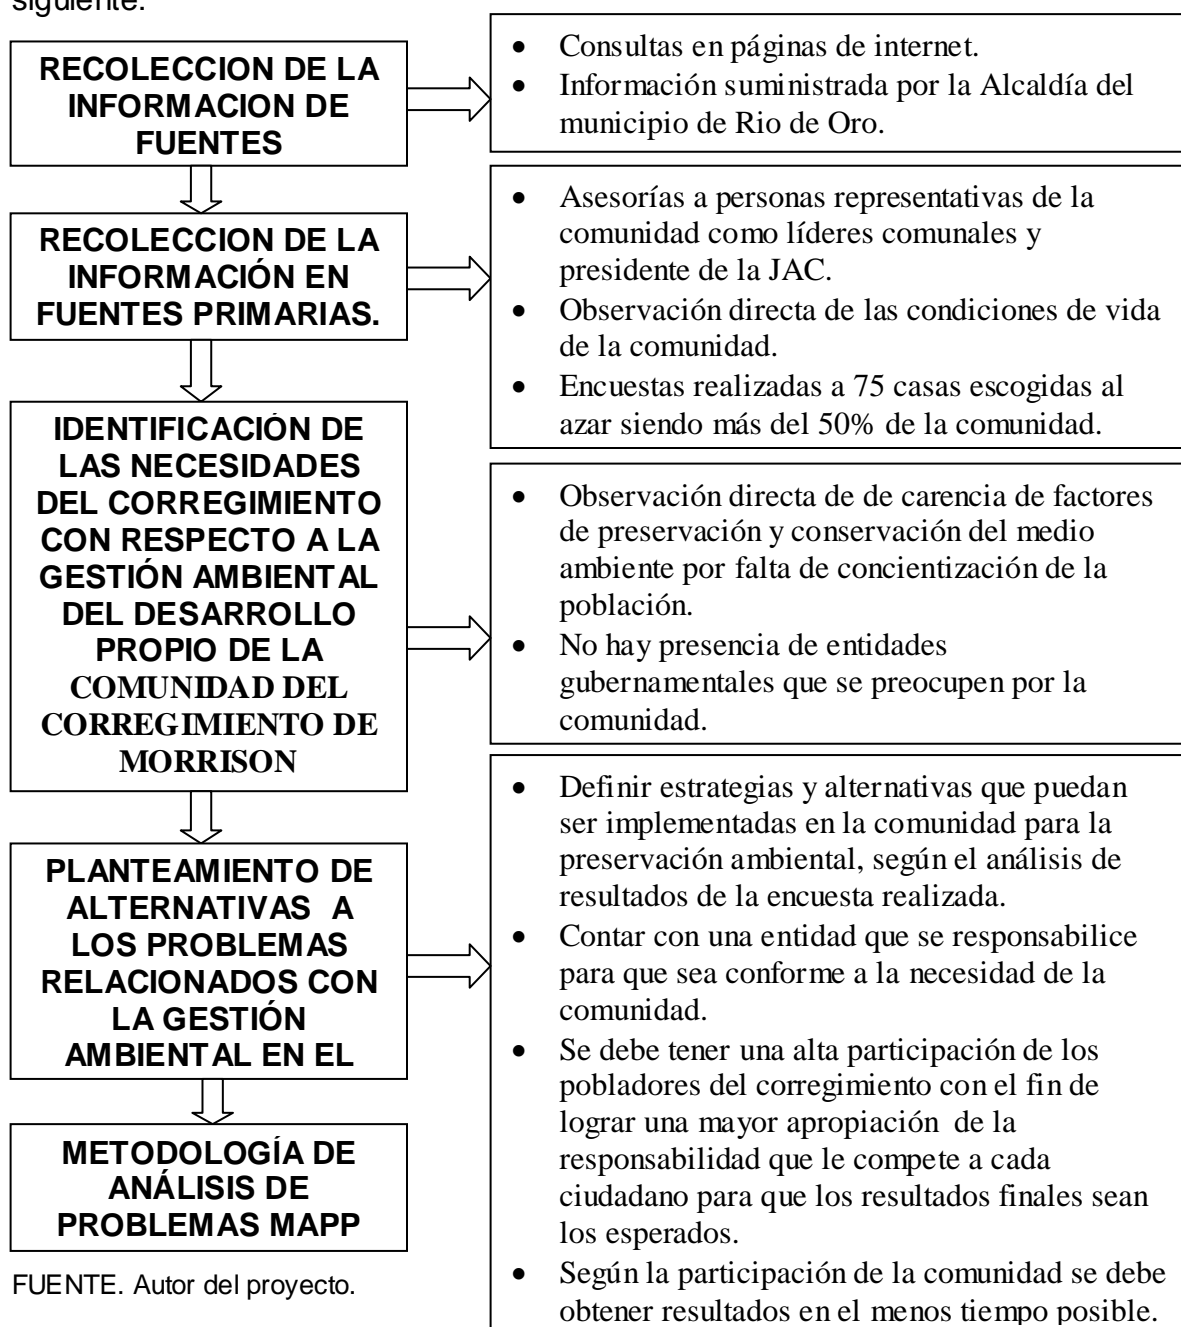 siguiente:
RECOLECCION DE LA
INFORMACION DE
FUENTES
• Consultas en páginas de internet.
• Información suministrada por la Alcaldía del
municipio de Rio de Oro.
RECOLECCION DE LA
INFORMACIÓN EN
FUENTES PRIMARIAS.
• Asesorías a personas representativas de la
comunidad como líderes comunales y
presidente de la JAC.
• Observación directa de las condiciones de vida
de la comunidad.
• Encuestas realizadas a 75 casas escogidas al
azar siendo más del 50% de la comunidad.
IDENTIFICACIÓN DE
LAS NECESIDADES
DEL CORREGIMIENTO
CON RESPECTO A LA
GESTIÓN AMBIENTAL
DEL DESARROLLO
PROPIO DE LA
COMUNIDAD DEL
CORREGIMIENTO DE
MORRISON
• Observación directa de de carencia de factores
de preservación y conservación del medio
ambiente por falta de concientización de la
población.
• No hay presencia de entidades
gubernamentales que se preocupen por la
comunidad.
PLANTEAMIENTO DE
ALTERNATIVAS A
LOS PROBLEMAS
RELACIONADOS CON
LA GESTIÓN
AMBIENTAL EN EL
• Definir estrategias y alternativas que puedan
ser implementadas en la comunidad para la
preservación ambiental, según el análisis de
resultados de la encuesta realizada.
• Contar con una entidad que se responsabilice
para que sea conforme a la necesidad de la
comunidad.
• Se debe tener una alta participación de los
pobladores del corregimiento con el fin de
lograr una mayor apropiación de la
responsabilidad que le compete a cada
ciudadano para que los resultados finales sean
los esperados.
• Según la participación de la comunidad se debe
obtener resultados en el menos tiempo posible.
METODOLOGÍA DE
ANÁLISIS DE
PROBLEMAS MAPP
FUENTE. Autor del proyecto.